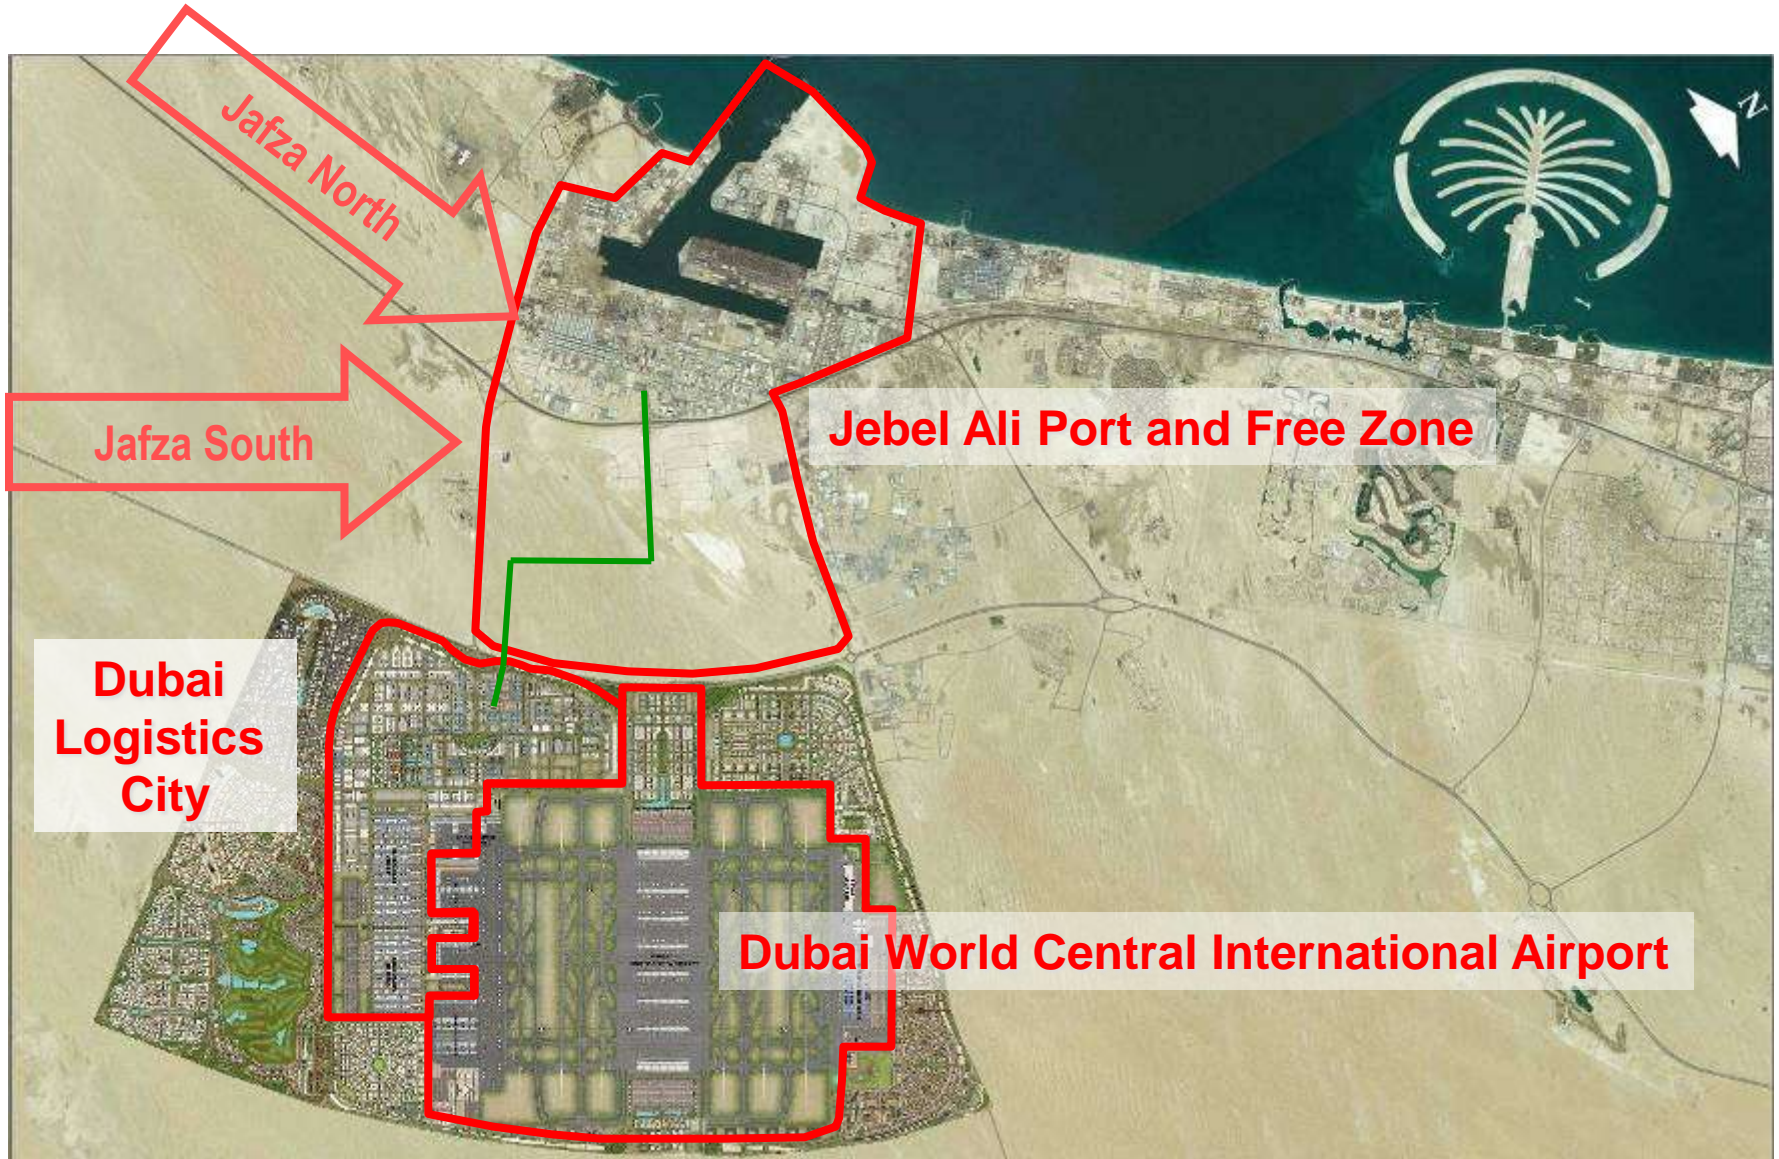 Jafza North
N
Jafza South
Jebel Ali Port and Free Zone
Dubai
Logistics
City
Dubai World Central International Airport